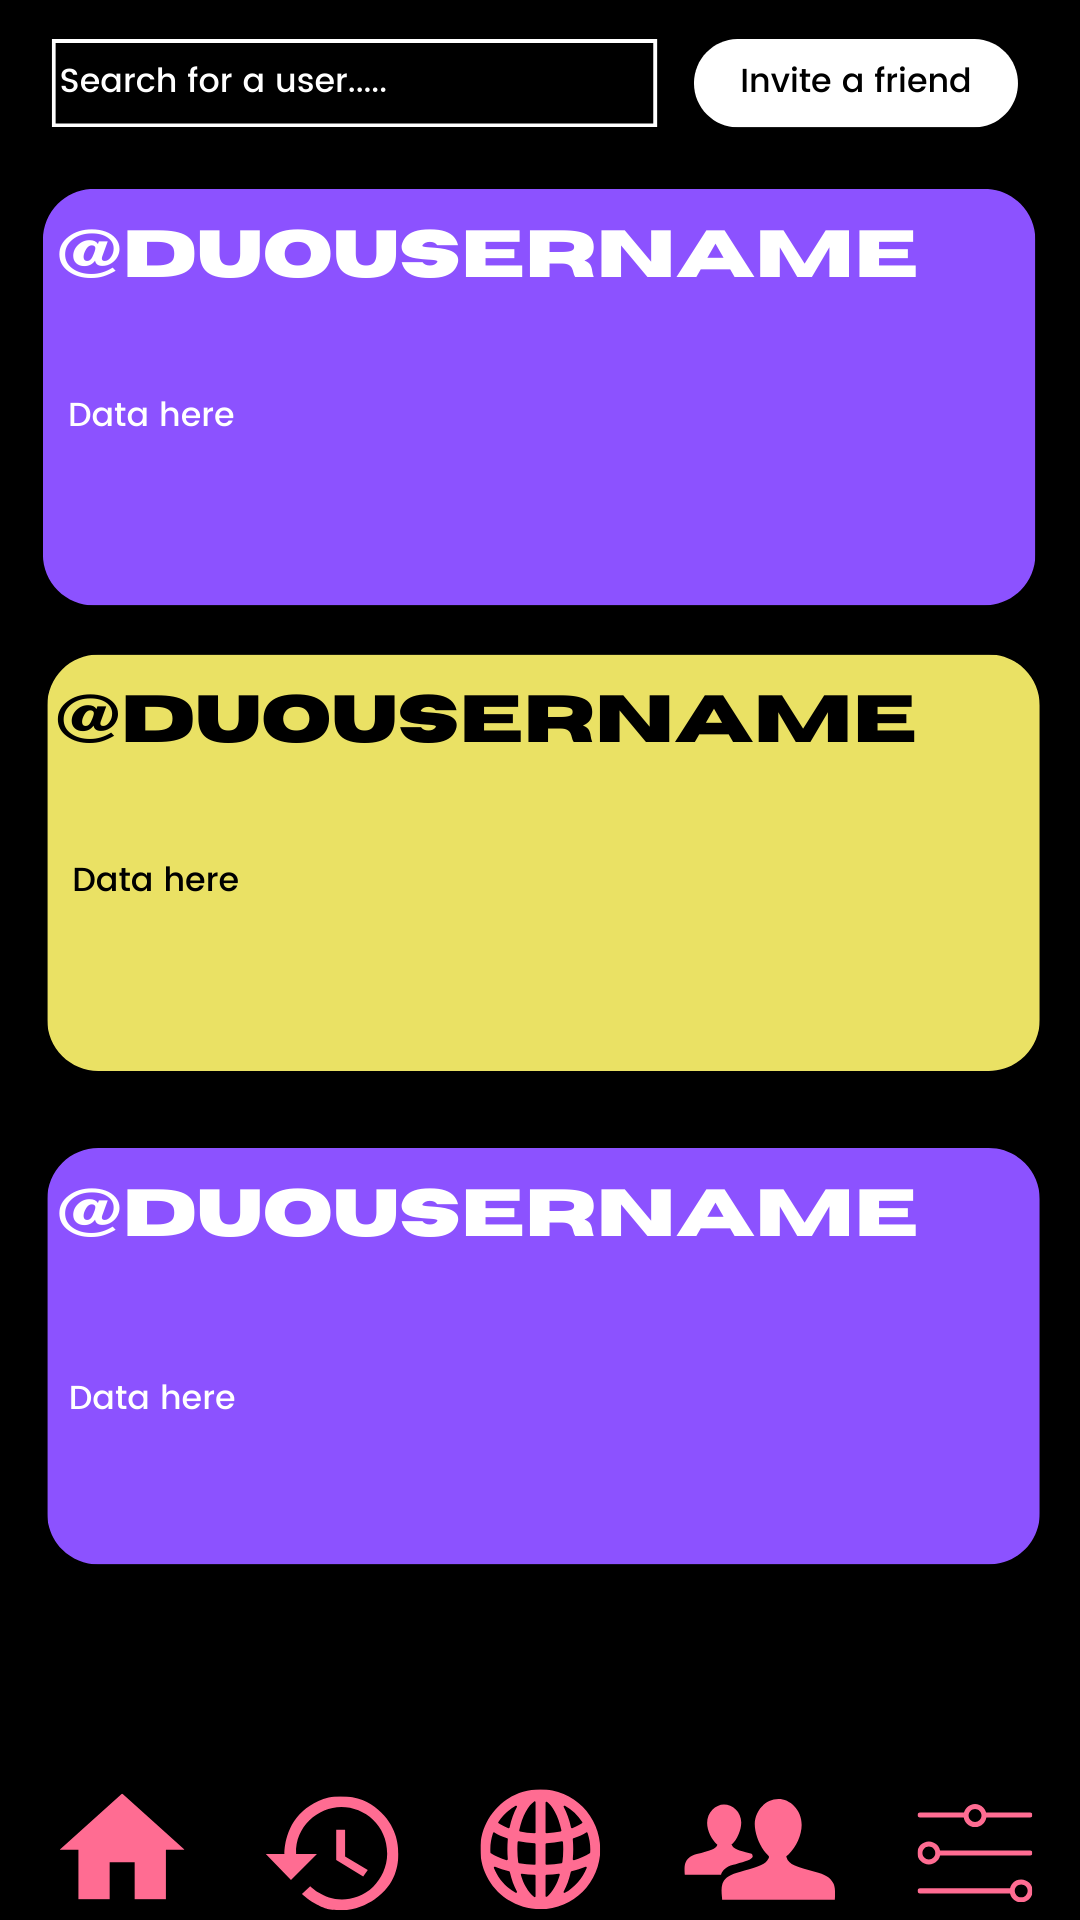 Search for a user.....
Invite a friend
@DUOUSERNAME
Data here
@DUOUSERNAME
Data here
@DUOUSERNAME
Data here